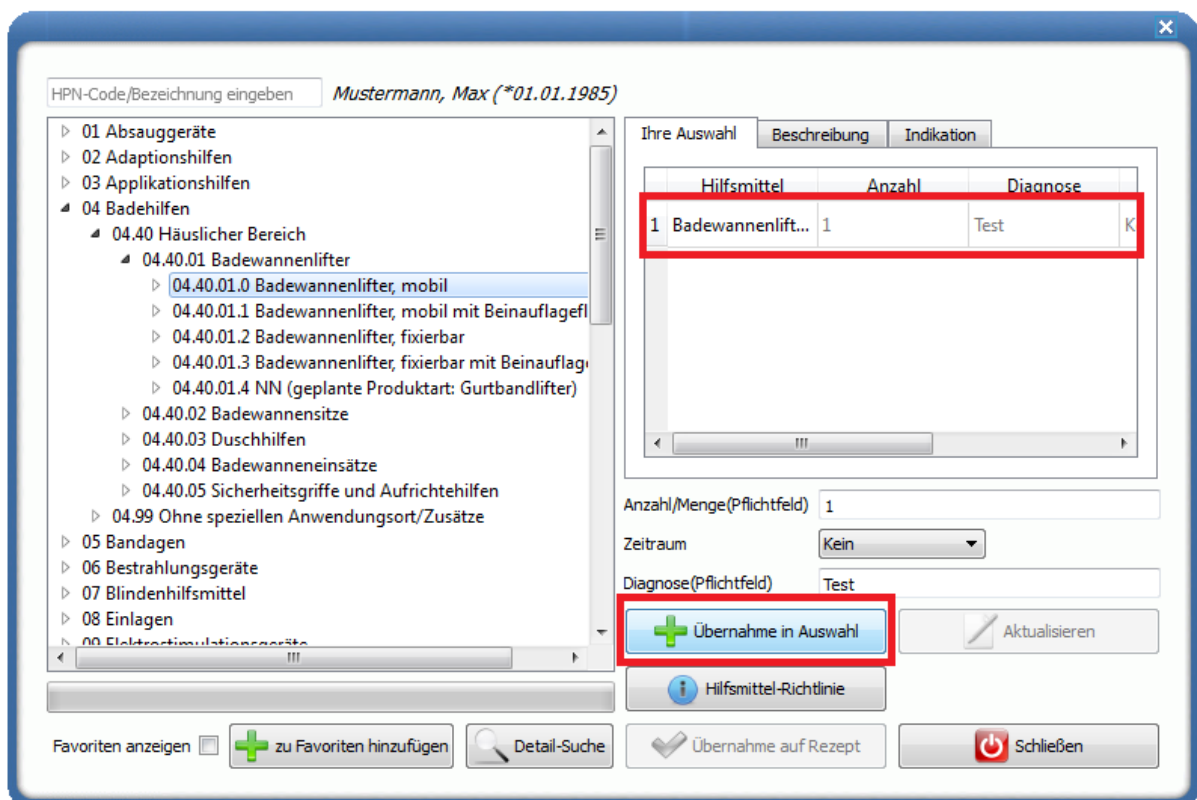 HPN-Code/Bezeichnung eingeben
Mustermann, Max (*01.01.1985)
01 Absauggeräte
02 Adaptionshilfen
03 Applikationshilfen
04 Badehilfen
04.40 Häuslicher Bereich
04.40.01 Badewannenlifter
04.40.01.0 Badewannenlifter, mobil
04.40.01.1 Badewannenlifter, mobil mit Beinauflagefl
04.40.01.2 Badewannenlifter, fixierbar
04.40.01.3 Badewannenlifter, fixierbar mit Beinauflage
04.40.01.4 NN (geplante Produktart: Gurtbandlifter)
04.40.02 Badewannensitze
04.40.03 Duschhilfen
04.40.04 Badewanneneinsätze
04.40.05 Sicherheitsgriffe und Aufrichtehilfen
04.99 Ohne speziellen Anwendungsort/Zusätze
05 Bandagen
06 Bestrahlungsgeräte
07 Blindenhilfsmittel
08 Einlagen
09 Elektrostimulationsgeräte
Favoriten anzeigen
zu Favoriten hinzufügen
Detail-Suche
Ihre Auswahl
Beschreibung
Indikation
Hilfsmittel Anzahl Diagnose
1 Badewannenlift... 1 Test K
Anzahl/Menge(Pflichtfeld) 1
Zeitraum Kein
Diagnose(Pflichtfeld) Test
Übernahme in Auswahl
Aktualisieren
Hilfsmittel-Richtlinie
Übernahme auf Rezept
Schließen